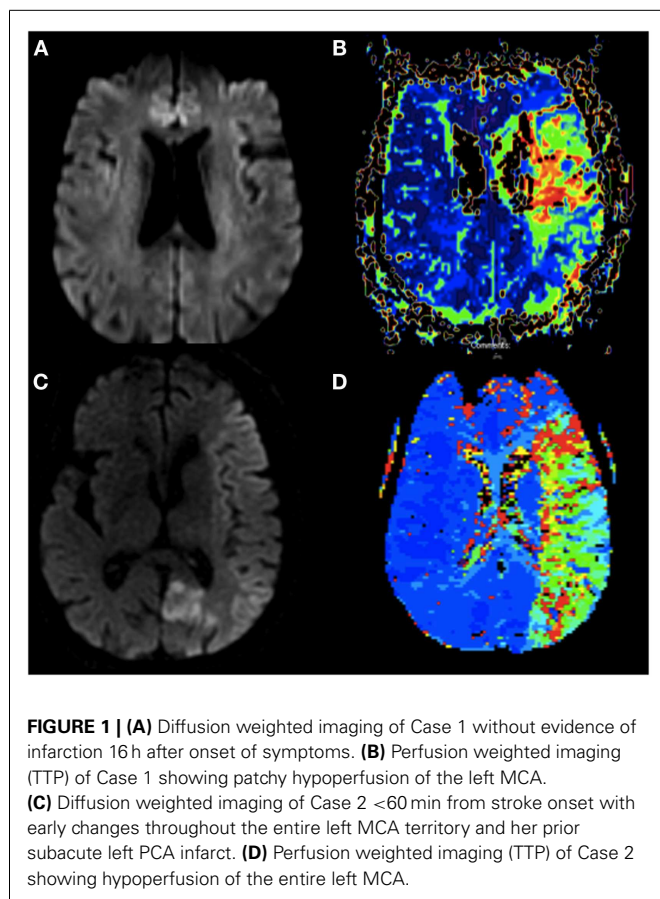 A
B
Comments:
C
D
FIGURE 1 | (A) Diffusion weighted imaging of Case 1 without evidence of
infarction 16 h after onset of symptoms. (B) Perfusion weighted imaging
(TTP) of Case 1 showing patchy hypoperfusion of the left MCA.
(C) Diffusion weighted imaging of Case 2 <60 min from stroke onset with
early changes throughout the entire left MCA territory and her prior
subacute left PCA infarct. (D) Perfusion weighted imaging (TTP) of Case 2
showing hypoperfusion of the entire left MCA.